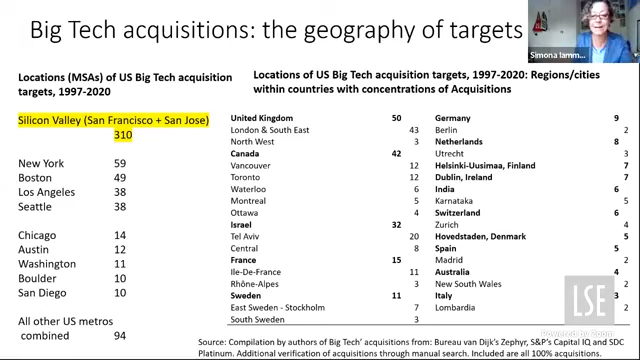 Big Tech acquisitions: the geography of targets
Simona Iamm...
Locations (MSAs) of US Big Tech acquisition
targets, 1997-2020
Silicon Valley (San Francisco + San Jose)
310
New York 59
Boston 49
Los Angeles 38
Seattle 38
Chicago 14
Austin 12
Washington 11
Boulder 10
San Diego 10
All other US metros
combined 94
Locations of US Big Tech acquisition targets, 1997-2020: Regions/cities
within countries with concentrations of Acquisitions
United Kingdom 50
London & South East 43
North West 3
Canada 42
Vancouver 12
Toronto 12
Waterloo 6
Montreal 5
Ottawa 4
Israel 32
Tel Aviv 20
Central 8
France 15
Ile-De-France 11
Rhône-Alpes 3
Sweden 11
East Sweden - Stockholm 7
South Sweden 3
Germany 9
Berlin 2
Netherlands 8
Utrecht 3
Helsinki-Uusimaa, Finland 7
Dublin, Ireland 7
India 6
Karnataka 5
Switzerland 6
Zurich 4
Hovedstaden, Denmark 5
Spain 5
Madrid 2
Australia 4
New South Wales 2
Italy 3
Lombardia 2
LSE
Powered by Zoom
Source: Compilation by authors of Big Tech' acquisitions from: Bureau van Dijk's Zephyr, S&P's Capital IQ and SDC
Platinum. Additional verification of acquisitions through manual search. Included are all 100% acquisitions.